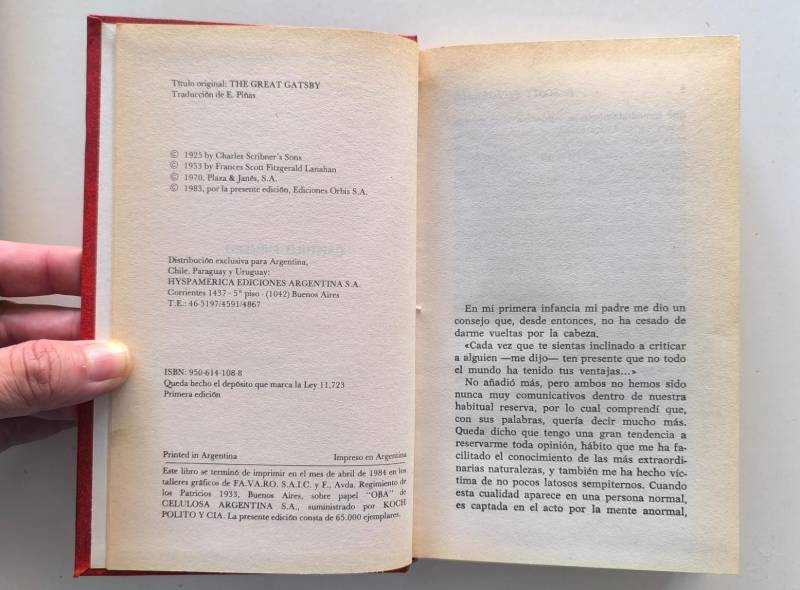 Título original: THE GREAT GATSBY
Traducción de E. Piñas
© 1925 by Charles Scribner's Sons
© 1953 by Frances Scott Fitzgerald Lanahan
© 1970, Plaza & Janés, S.A.
© 1983, por la presente edición, Ediciones Orbis S.A.
Distribución exclusiva para Argentina,
Chile, Paraguay y Uruguay:
HYSPAMERICA EDICIONES ARGENTINA S.A.
Corrientes 1437 - 5º piso - (1042) Buenos Aires
T.E.: 46-5197/4591/4867
ISBN: 950-614-108-8
Queda hecho el depósito que marca la Ley 11.723
Primera edición
Printed in Argentina Impreso en Argentina
Este libro se terminó de imprimir en el mes de abril de 1984 en los
talleres gráficos de FA.VA.RO. S.A.I.C. y F., Avda. Regimiento de
los Patricios 1933, Buenos Aires, sobre papel "OBA" de
CELULOSA ARGENTINA S.A., suministrado por KOCH
POLITO Y CIA. La presente edición consta de 65.000 ejemplares.
En mi primera infancia mi padre me dio un
consejo que, desde entonces, no ha cesado de
darme vueltas por la cabeza.
«Cada vez que te sientas inclinado a criticar
a alguien —me dijo— ten presente que no todo
el mundo ha tenido tus ventajas...»
No añadió más, pero ambos no hemos sido
nunca muy comunicativos dentro de nuestra
habitual reserva, por lo cual comprendí que,
con sus palabras, quería decir mucho más.
Queda dicho que tengo una gran tendencia a
reservarme toda opinión, hábito que me ha fa-
cilitado el conocimiento de las más extraordi-
narias naturalezas, y también me ha hecho víc-
tima de no pocos latosos sempiternos. Cuando
esta cualidad aparece en una persona normal,
es captada en el acto por la mente anormal,